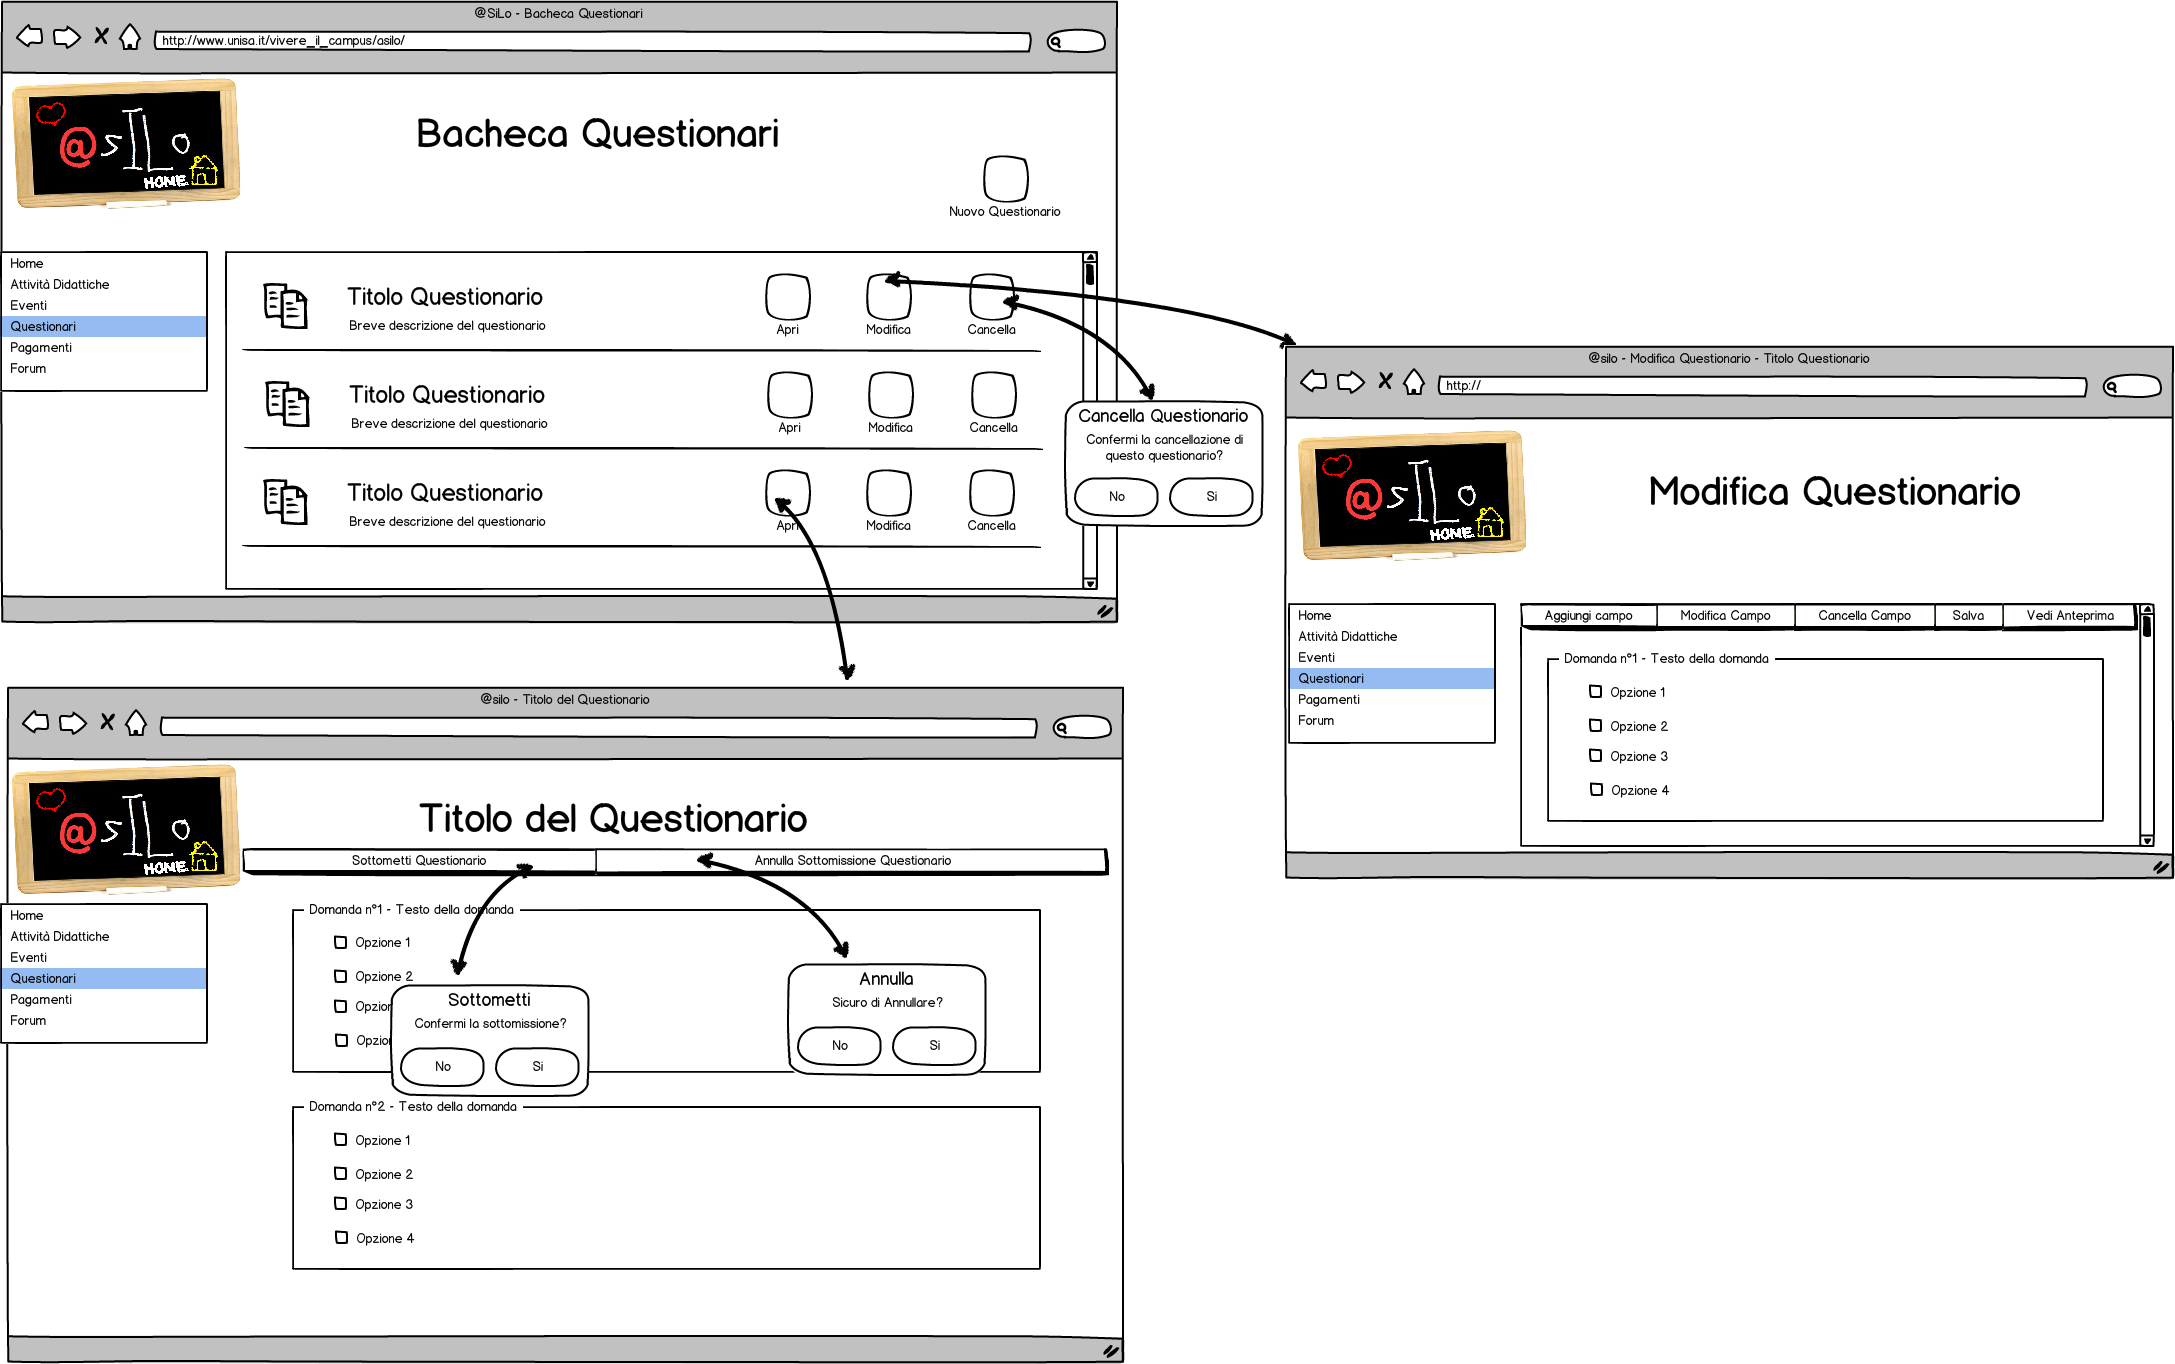 @SiLo - Bacheca Questionari
http://www.unisa.it/vivere_il_campus/asilo/
@sILo
HOME
Bacheca Questionari
Nuovo Questionario
Home
Attività Didattiche
Eventi
Questionari
Pagamenti
Forum
Titolo Questionario
Breve descrizione del questionario
Apri
Modifica
Cancella
Titolo Questionario
Breve descrizione del questionario
Apri
Modifica
Cancella
Titolo Questionario
Breve descrizione del questionario
Apri
Modifica
Cancella
Cancella Questionario
Confermi la cancellazione di
questo questionario?
No
Si
@silo - Modifica Questionario - Titolo Questionario
http://
@sILo
HOME
Modifica Questionario
Home
Attività Didattiche
Eventi
Questionari
Pagamenti
Forum
Aggiungi campo
Modifica Campo
Cancella Campo
Salva
Vedi Anteprima
Domanda n°1 - Testo della domanda
Opzione 1
Opzione 2
Opzione 3
Opzione 4
@silo - Titolo del Questionario
@sILo
HOME
Titolo del Questionario
Sottometti Questionario
Annulla Sottomissione Questionario
Home
Attività Didattiche
Eventi
Questionari
Pagamenti
Forum
Domanda n°1 - Testo della domanda
Opzione 1
Opzione 2
Opzion
Opzion
Sottometti
Confermi la sottomissione?
No
Si
Annulla
Sicuro di Annullare?
No
Si
Domanda n°2 - Testo della domanda
Opzione 1
Opzione 2
Opzione 3
Opzione 4